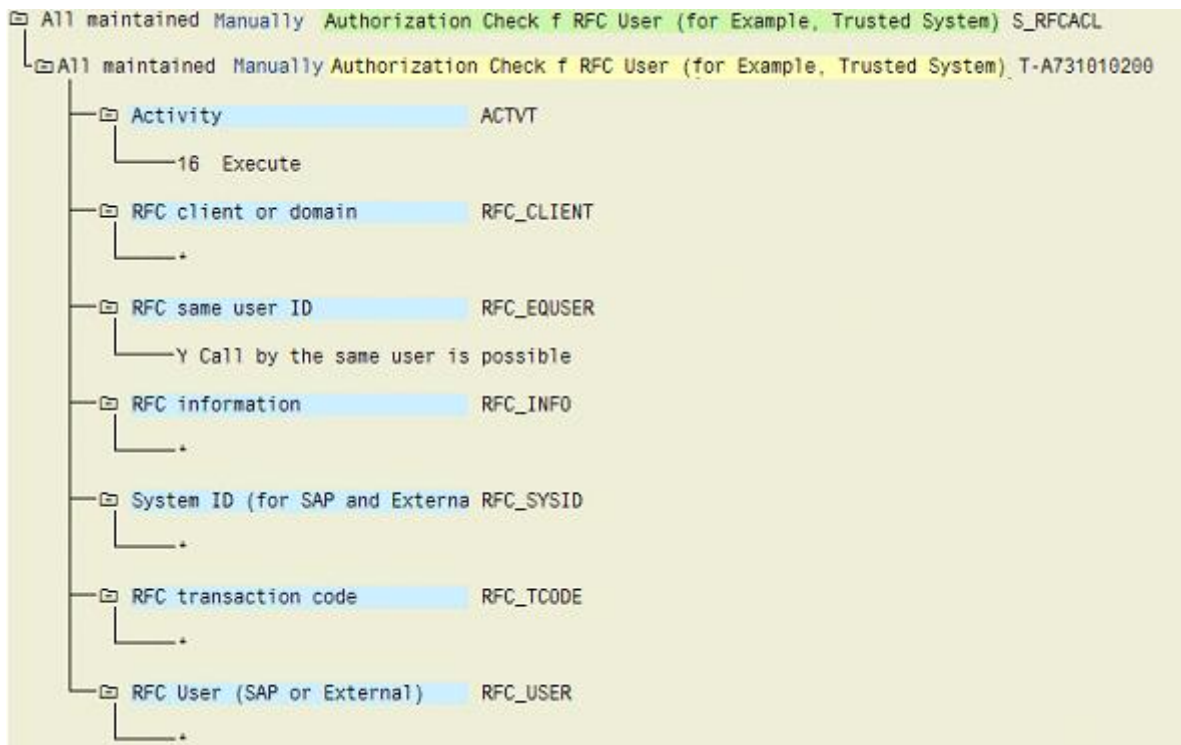 All maintained Manually Authorization Check f RFC User (for Example, Trusted System) S_RFCACL
All maintained Manually Authorization Check f RFC User (for Example, Trusted System) T-A731010200
Activity ACTVT
16 Execute
RFC client or domain RFC_CLIENT
*
RFC same user ID RFC_EQUSER
Y Call by the same user is possible
RFC information RFC_INFO
*
System ID (for SAP and Externa RFC_SYSID
*
RFC transaction code RFC_TCODE
*
RFC User (SAP or External) RFC_USER
*